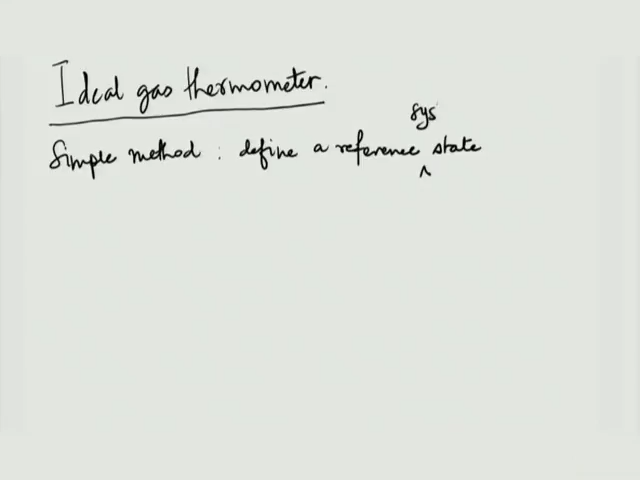 Ideal gas thermometer.
sys
Simple method : define a reference ^ state